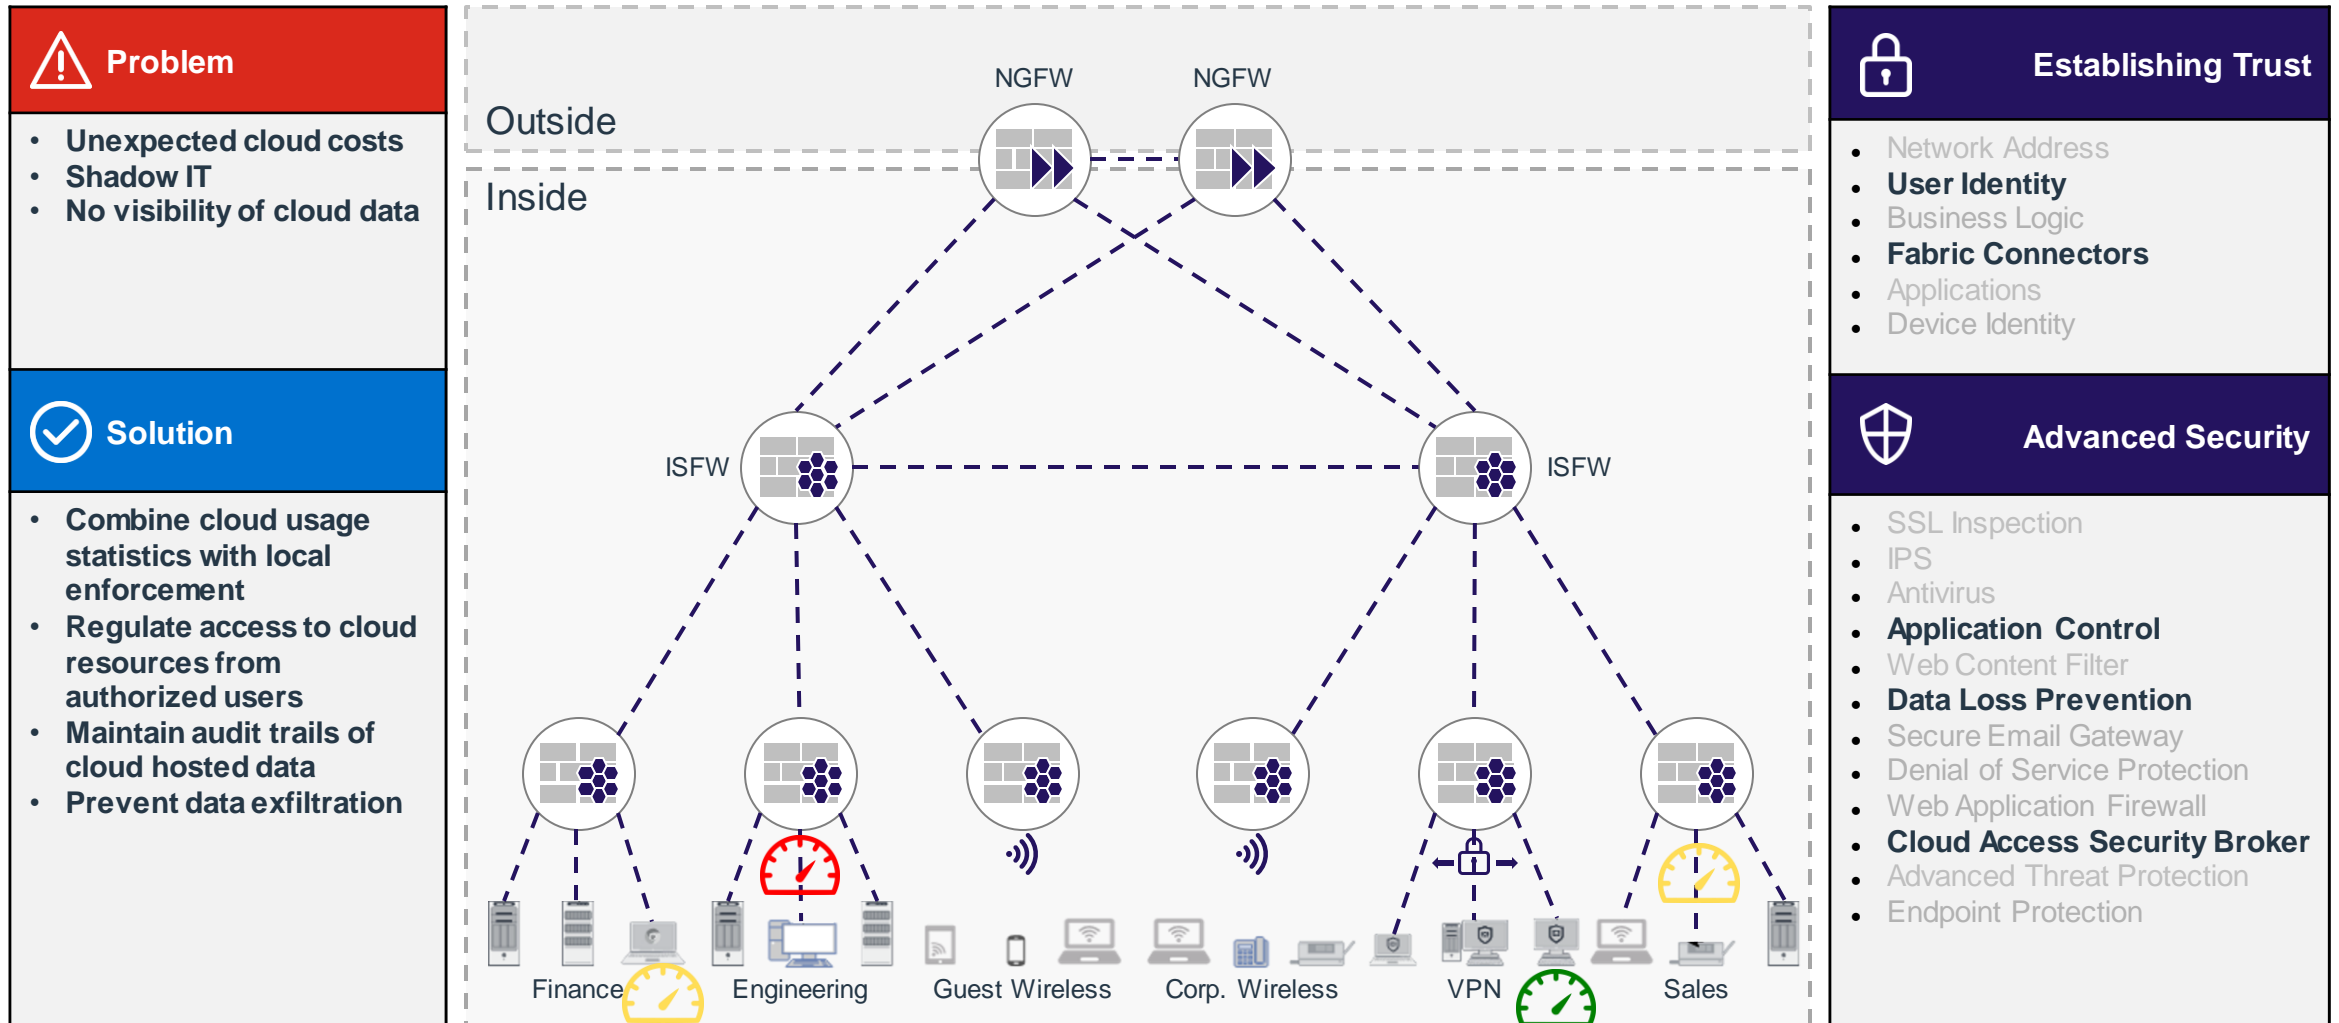 Problem
• Unexpected cloud costs
• Shadow IT
• No visibility of cloud data
Solution
• Combine cloud usage
statistics with local
enforcement
• Regulate access to cloud
resources from
authorized users
• Maintain audit trails of
cloud hosted data
• Prevent data exfiltration
Outside
NGFW
NGFW
Inside
ISFW
ISFW
Finance
Engineering
Guest Wireless
Corp. Wireless
VPN
Sales
Establishing Trust
• Network Address
• User Identity
• Business Logic
• Fabric Connectors
• Applications
• Device Identity
Advanced Security
• SSL Inspection
• IPS
• Antivirus
• Application Control
• Web Content Filter
• Data Loss Prevention
• Secure Email Gateway
• Denial of Service Protection
• Web Application Firewall
• Cloud Access Security Broker
• Advanced Threat Protection
• Endpoint Protection